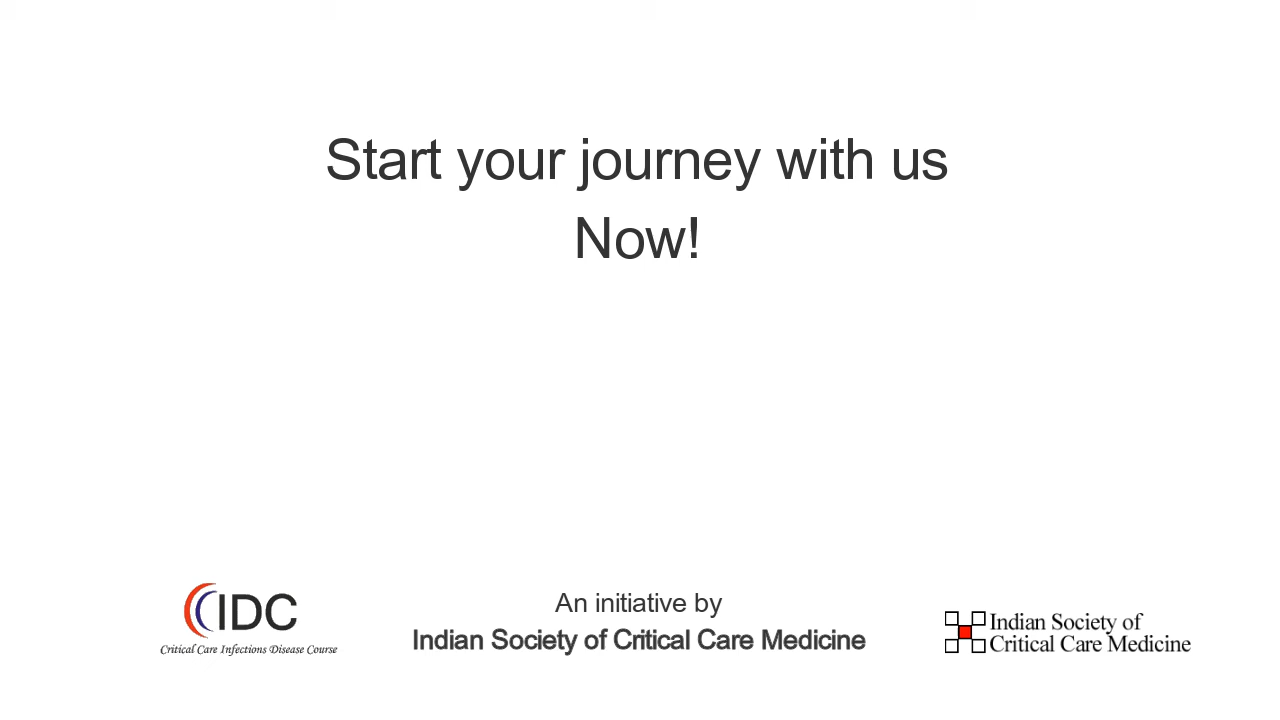 Start your journey with us
Now!
IDC
Critical Care Infections Disease Course
An initiative by
Indian Society of Critical Care Medicine
Indian Society of
Critical Care Medicine